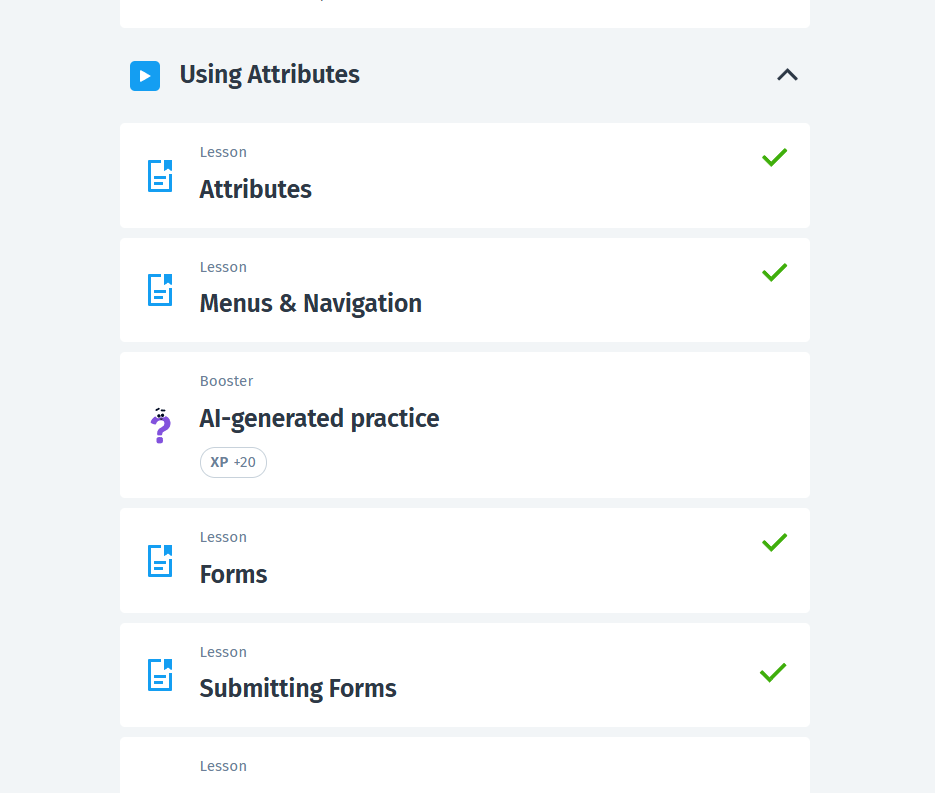 Using Attributes
Lesson
Attributes
Lesson
Menus & Navigation
Booster
AI-generated practice
XP +20
Lesson
Forms
Lesson
Submitting Forms
Lesson